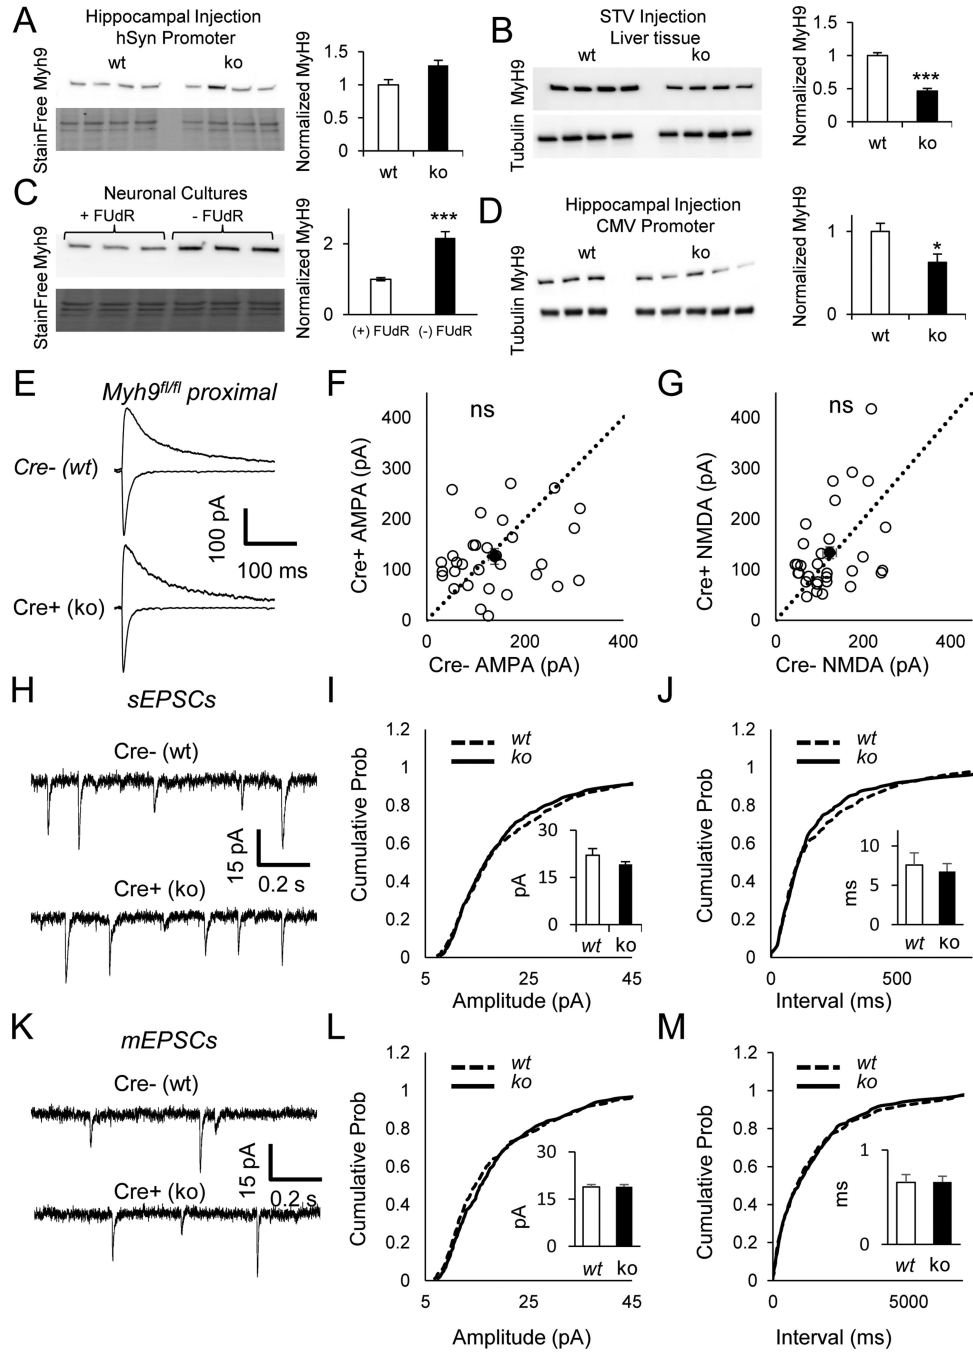 A
Hippocampal Injection
hSyn Promoter
wt ko
StainFree Myh9
Normalized MyH9
1.5
1
0.5
0
wt ko
B
STV Injection
Liver tissue
wt ko
Tubulin MyH9
Normalized MyH9
1.5
1
0.5
0
***
wt ko
C
Neuronal Cultures
+ FUdR - FUdR
StainFree Myh9
Normalized MyH9
2
0
***
(+) FUdR (-) FUdR
D
Hippocampal Injection
CMV Promoter
wt ko
Tubulin MyH9
Normalized MyH9
1
0
*
wt ko
E
Myh9fl/fl proximal
Cre- (wt)
Cre+ (ko)
100 pA
100 ms
F
ns
Cre+ AMPA (pA)
400
300
200
100
0
0 200 400
Cre- AMPA (pA)
G
ns
Cre+ NMDA (pA)
400
300
200
100
0
0 200 400
Cre- NMDA (pA)
H
sEPSCs
Cre- (wt)
15 pA
0.2 s
Cre+ (ko)
I
wt
ko
Cumulative Prob
1.2
1
0.8
0.6
0.4
0.2
0
30
15
0
pA
wt ko
5 25 45
Amplitude (pA)
J
wt
ko
Cumulative Prob
1.2
1
0.8
0.6
0.4
0.2
0
10
5
0
ms
wt ko
0 500
Interval (ms)
K
mEPSCs
Cre- (wt)
15 pA
0.2 s
Cre+ (ko)
L
wt
ko
Cumulative Prob
1.2
1
0.8
0.6
0.4
0.2
0
30
15
0
pA
wt ko
5 25 45
Amplitude (pA)
M
wt
ko
Cumulative Prob
1.2
1
0.8
0.6
0.4
0.2
0
1
0
ms
wt ko
0 5000
Interval (ms)